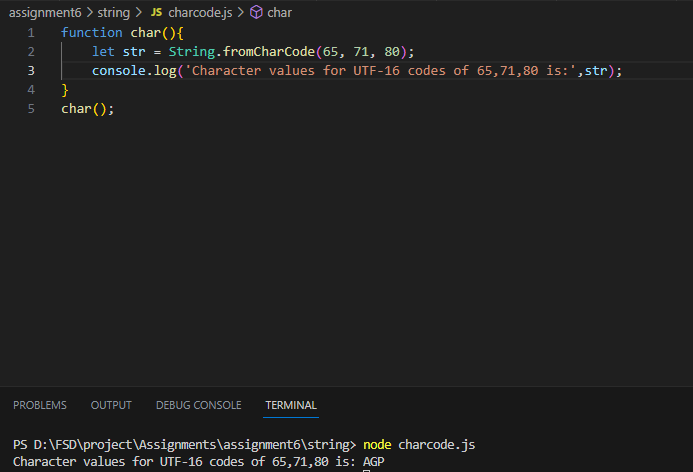 assignment6 > string > JS charcode.js > char
1 function char(){
2     let str = String.fromCharCode(65, 71, 80);
3     console.log('Character values for UTF-16 codes of 65,71,80 is:',str);
4 }
5 char();
PROBLEMS OUTPUT DEBUG CONSOLE TERMINAL
PS D:\FSD\project\Assignments\assignment6\string> node charcode.js
Character values for UTF-16 codes of 65,71,80 is: AGP